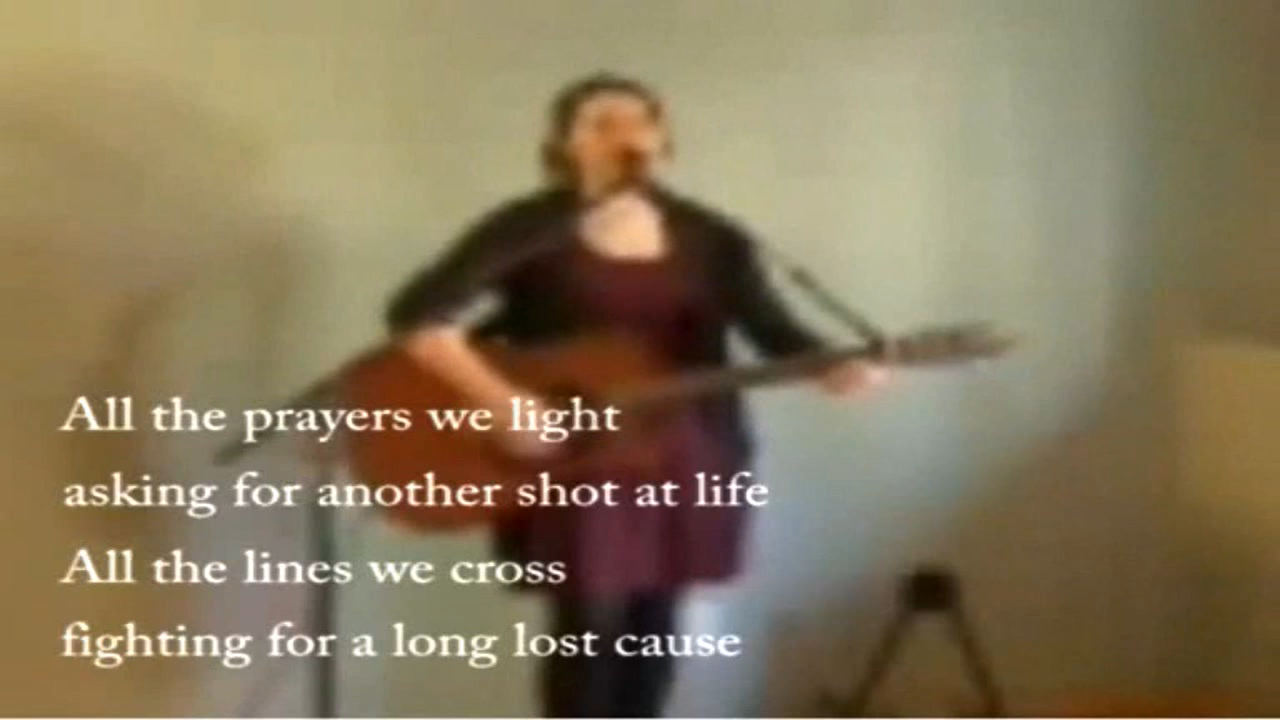 All the prayers we light
asking for another shot at life
All the lines we cross
fighting for a long lost cause